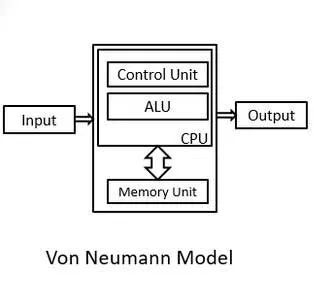 Control Unit
Input
ALU
Output
CPU
Memory Unit
Von Neumann Model